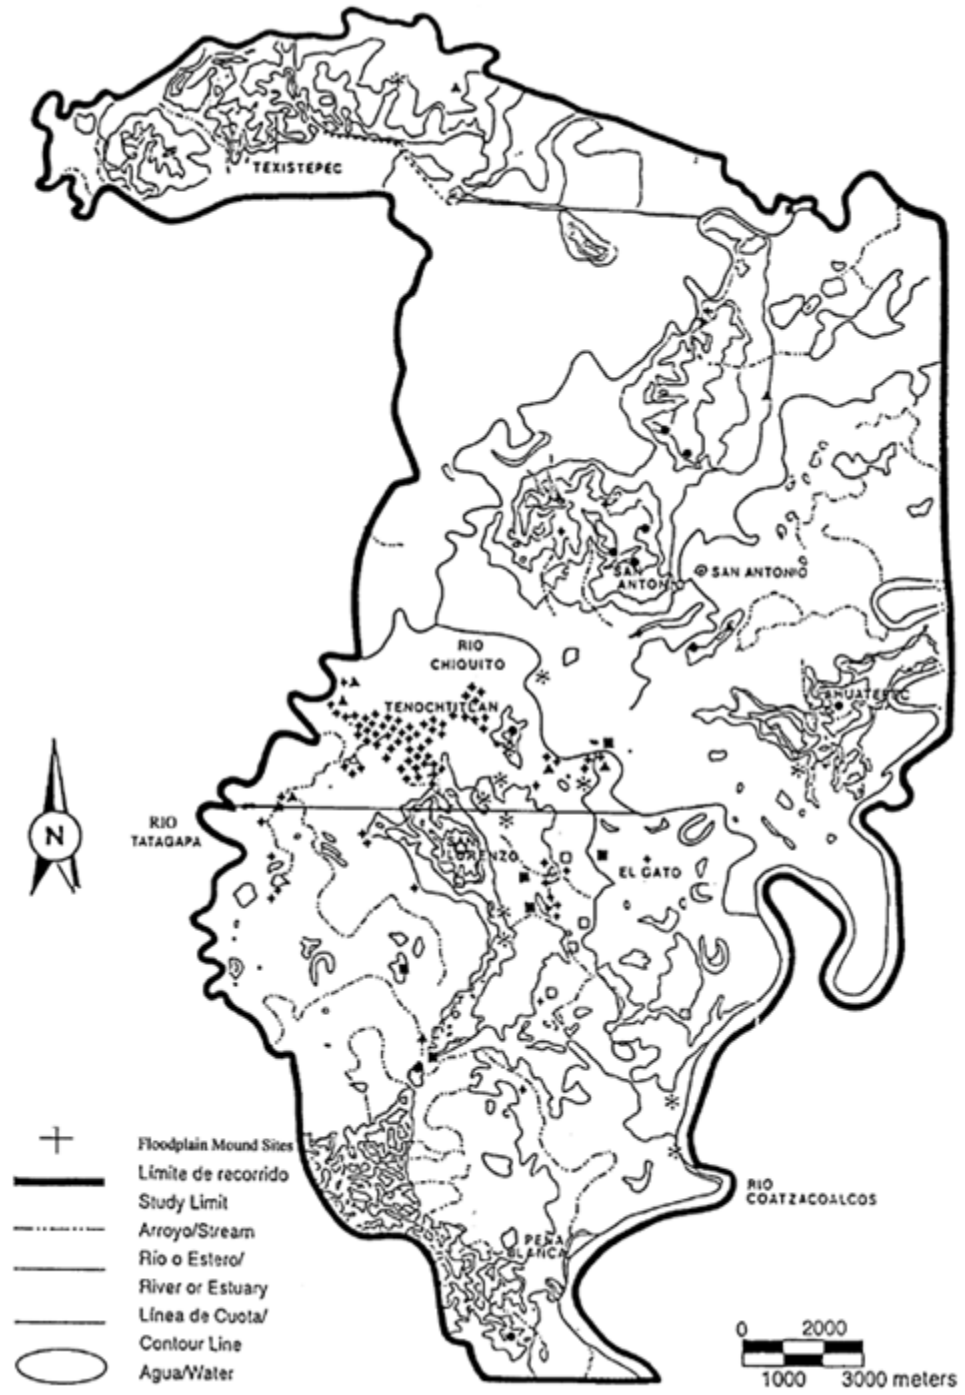 TEXISTEPEC
SAN
ANTONIO
SAN ANTONIO
RIO
CHIQUITO
TENOCHTITLAN
AHUATEPEC
N
RIO
TATAGAPA
SAN
LORENZO
EL GATO
RIO
COATZACOALCOS
PEÑA
BLANCA
Floodplain Mound Sites
Límite de recorrido
Study Limit
Arroyo/Stream
Río o Estero/
River or Estuary
Línea de Cuota/
Contour Line
Agua/Water
0 2000
1000 3000 meters